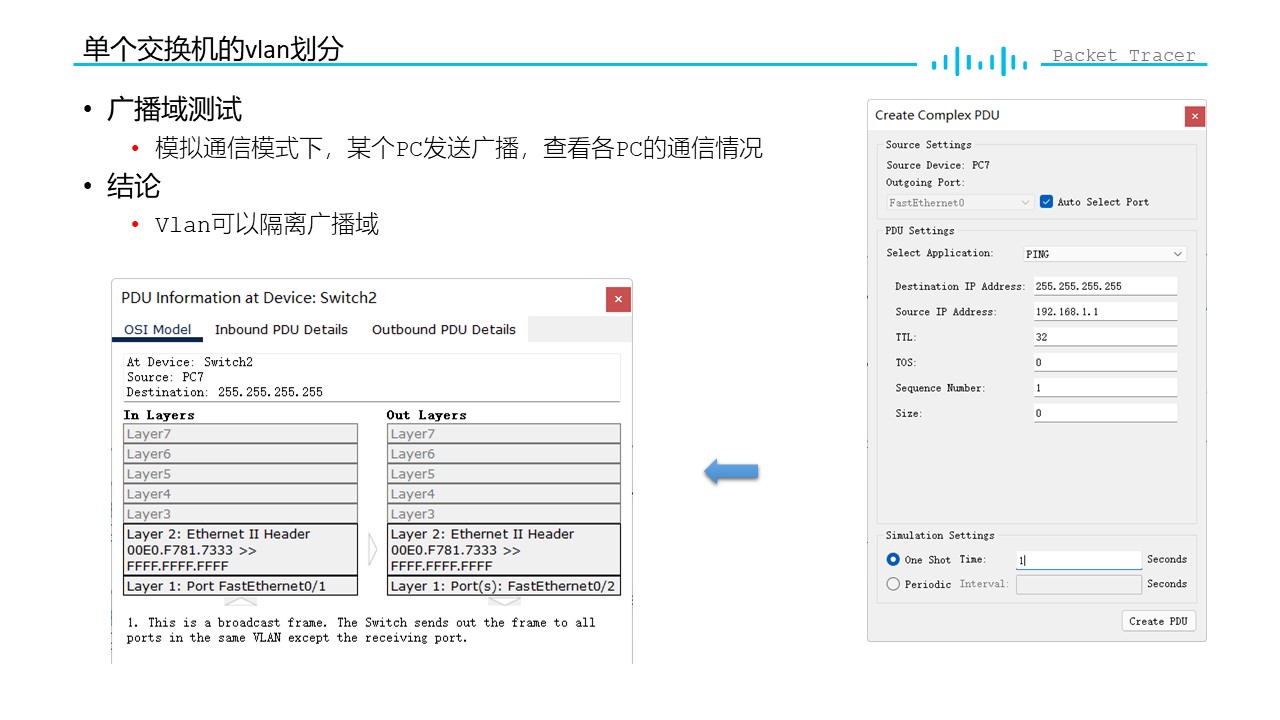 单个交换机的vlan划分
Packet Tracer
• 广播域测试
• 模拟通信模式下，某个PC发送广播，查看各PC的通信情况
• 结论
• Vlan可以隔离广播域
PDU Information at Device: Switch2
OSI Model Inbound PDU Details Outbound PDU Details
At Device: Switch2
Source: PC7
Destination: 255.255.255.255
In Layers
Layer7
Layer6
Layer5
Layer4
Layer3
Layer 2: Ethernet II Header
00E0.F781.7333 >>
FFFF.FFFF.FFFF
Layer 1: Port FastEthernet0/1
Out Layers
Layer7
Layer6
Layer5
Layer4
Layer3
Layer 2: Ethernet II Header
00E0.F781.7333 >>
FFFF.FFFF.FFFF
Layer 1: Port(s): FastEthernet0/2
1. This is a broadcast frame. The Switch sends out the frame to all
ports in the same VLAN except the receiving port.
Create Complex PDU
Source Settings
Source Device: PC7
Outgoing Port:
FastEthernet0 Auto Select Port
PDU Settings
Select Application: PING
Destination IP Address: 255.255.255.255
Source IP Address: 192.168.1.1
TTL: 32
TOS: 0
Sequence Number: 1
Size: 0
Simulation Settings
One Shot Time: 1 Seconds
Periodic Interval: Seconds
Create PDU